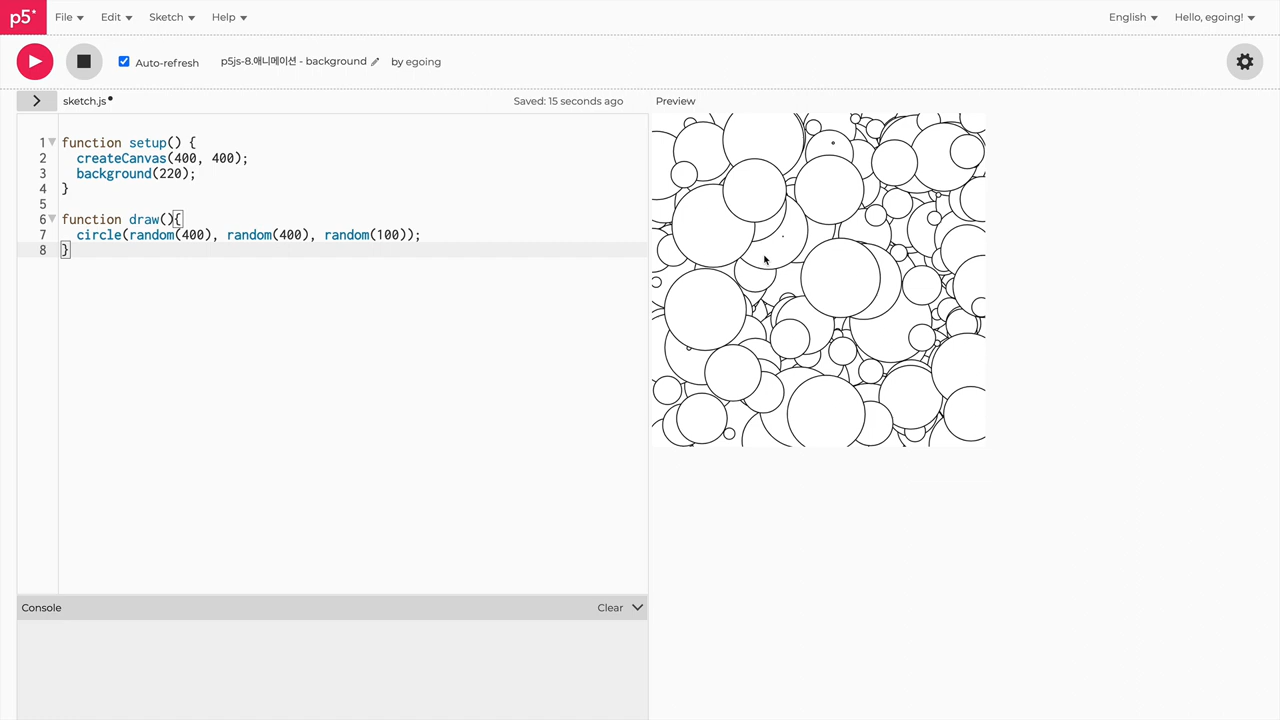 p5* File Edit Sketch Help English Hello, egoing!
Auto-refresh p5js-8.애니메이션 - background by egoing
sketch.js Saved: 15 seconds ago Preview
1 function setup() {
2 createCanvas(400, 400);
3 background(220);
4 }
5
6 function draw(){
7 circle(random(400), random(400), random(100));
8 }
Console Clear